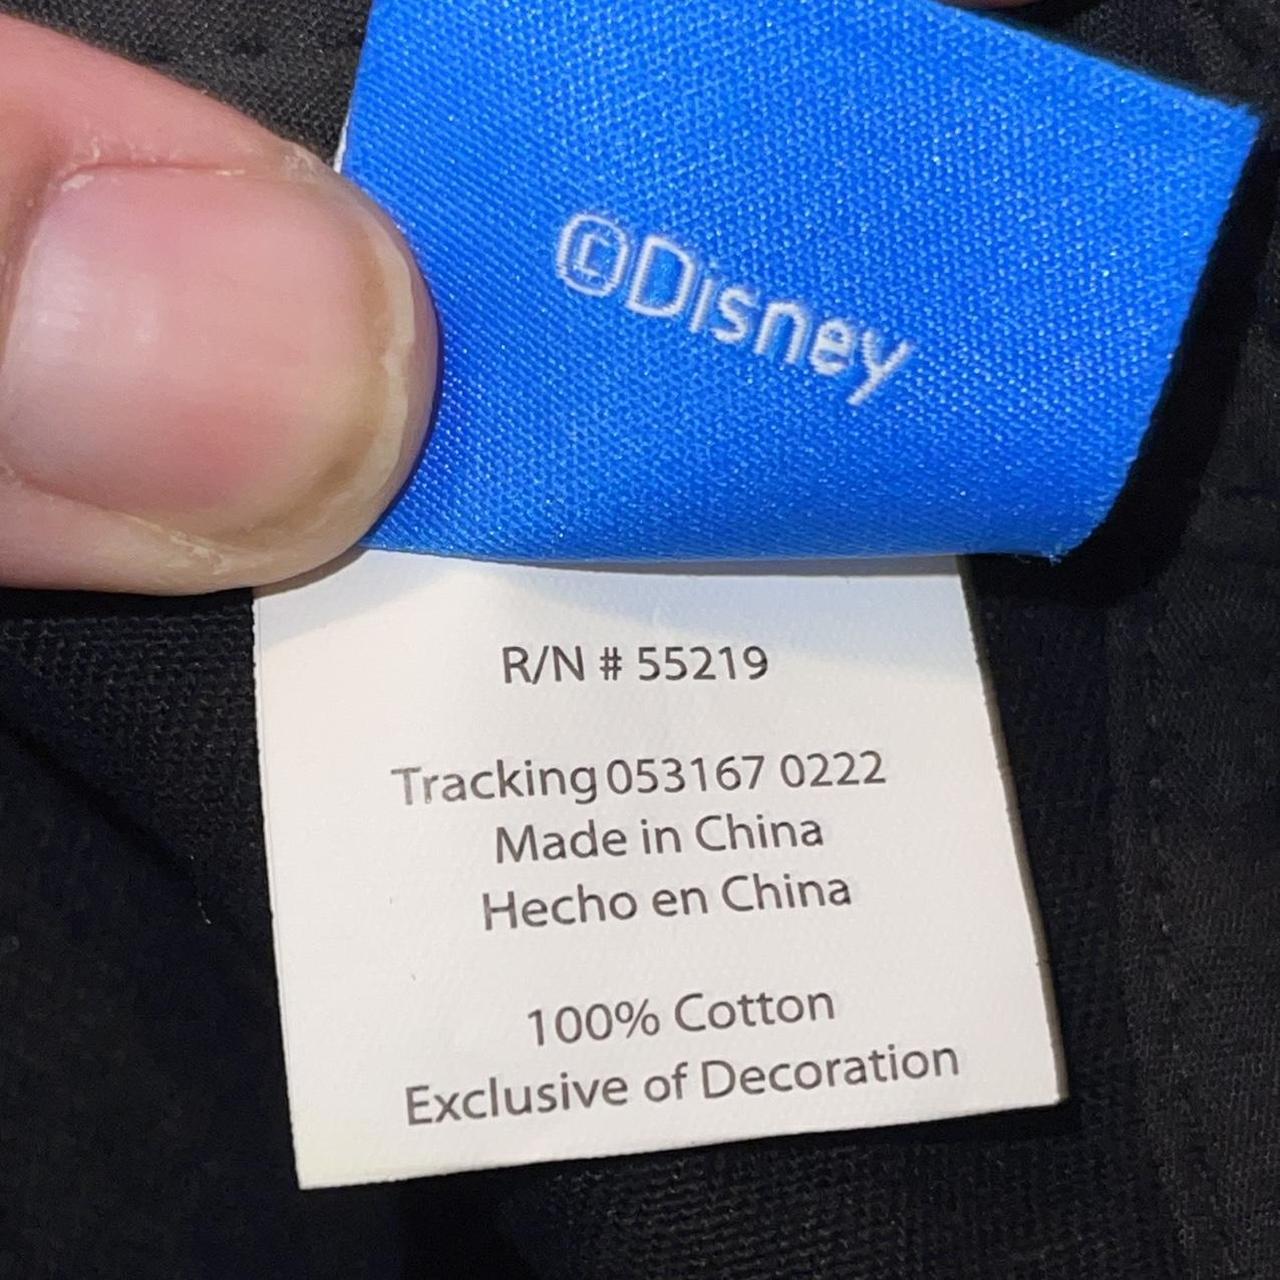 ©Disney
R/N # 55219
Tracking 053167 0222
Made in China
Hecho en China
100% Cotton
Exclusive of Decoration